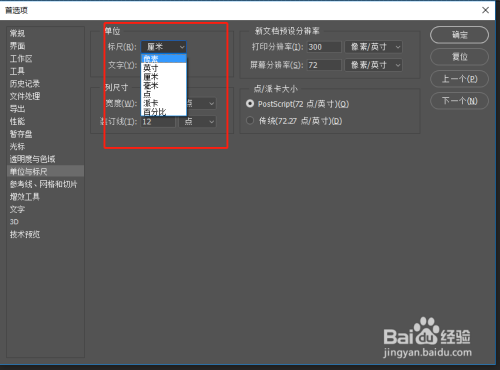 首选项
常规
界面
工作区
工具
历史记录
文件处理
导出
性能
暂存盘
光标
透明度与色域
单位与标尺
参考线、网格和切片
增效工具
文字
3D
技术预览
单位
标尺(R): 厘米
文字(Y):
像素
英寸
厘米
毫米
点
派卡
百分比
列尺寸
宽度(W): 点
装订线(T): 12 点
新文档预设分辨率
打印分辨率(I): 300 像素/英寸
屏幕分辨率(S): 72 像素/英寸
点/派卡大小
PostScript(72 点/英寸)(O)
传统(72.27 点/英寸)(D)
确定
复位
上一个(P)
下一个(N)
Bai 经验
jingyan.baidu.com